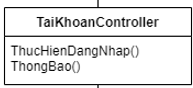 TaiKhoanController
ThucHienDangNhap()
ThongBao()